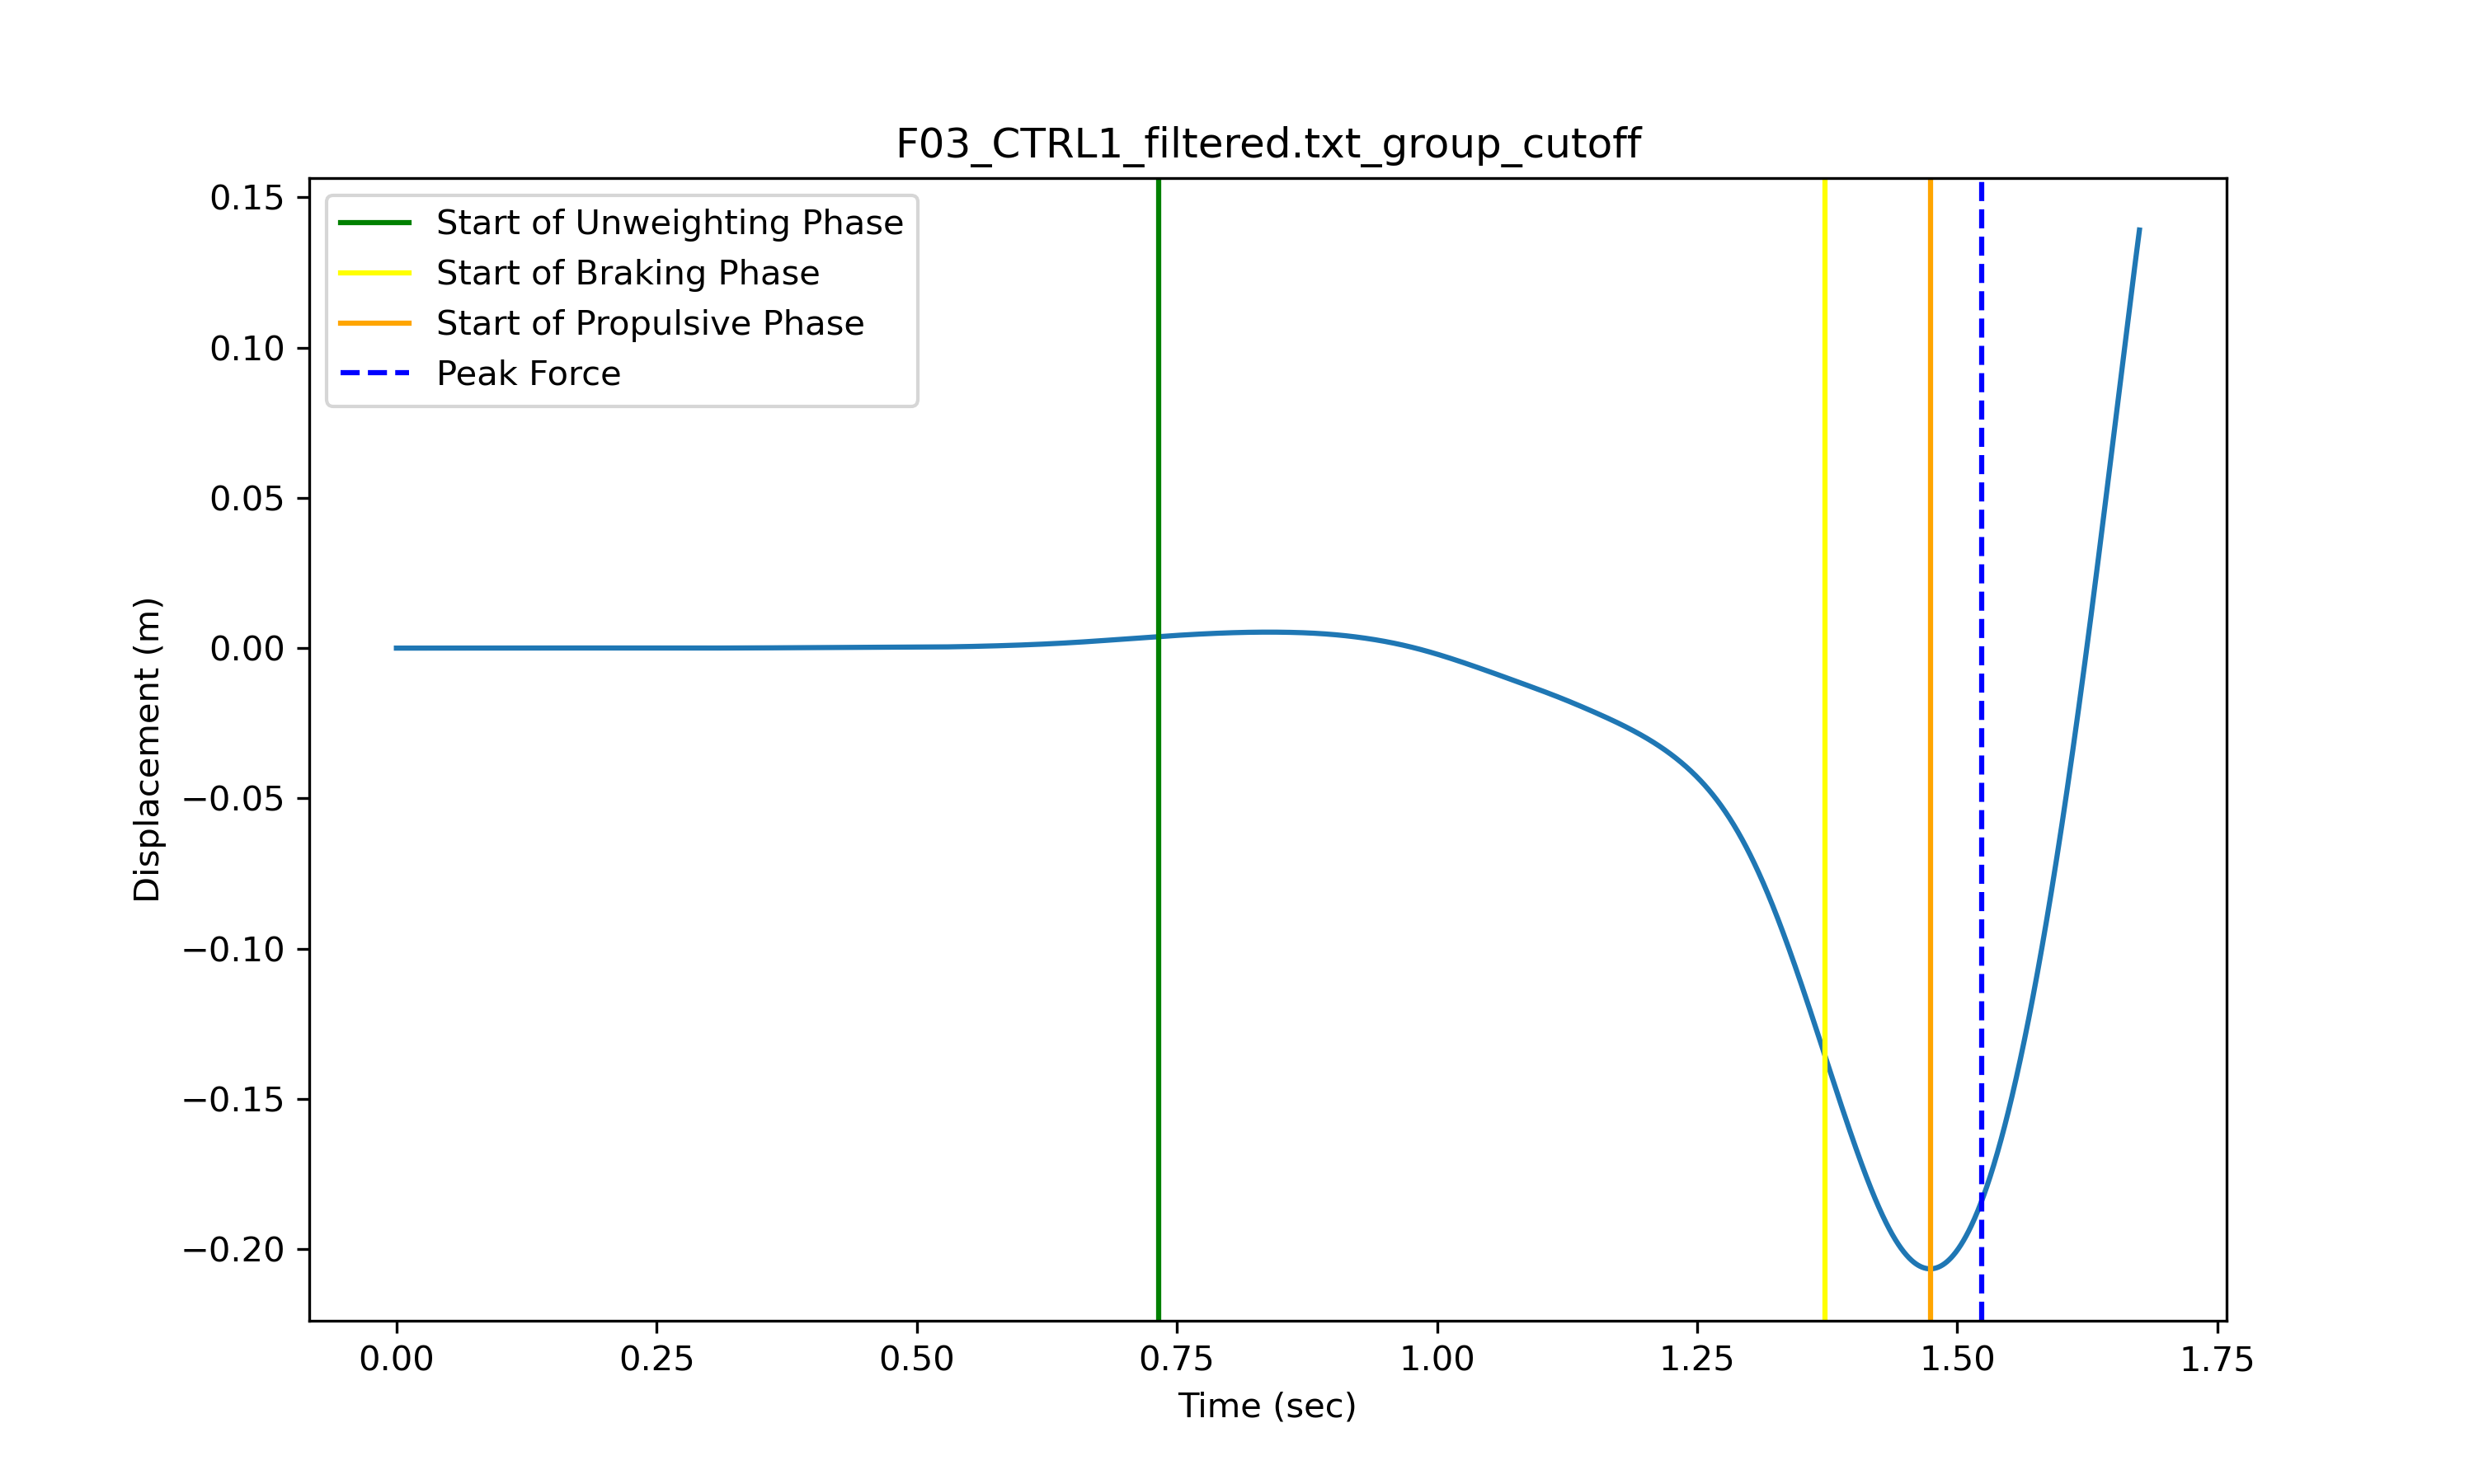 F03_CTRL1_filtered.txt_group_cutoff
Start of Unweighting Phase
Start of Braking Phase
Start of Propulsive Phase
Peak Force
0.15
0.10
0.05
0.00
−0.05
−0.10
−0.15
−0.20
Displacement (m)
0.00 0.25 0.50 0.75 1.00 1.25 1.50 1.75
Time (sec)